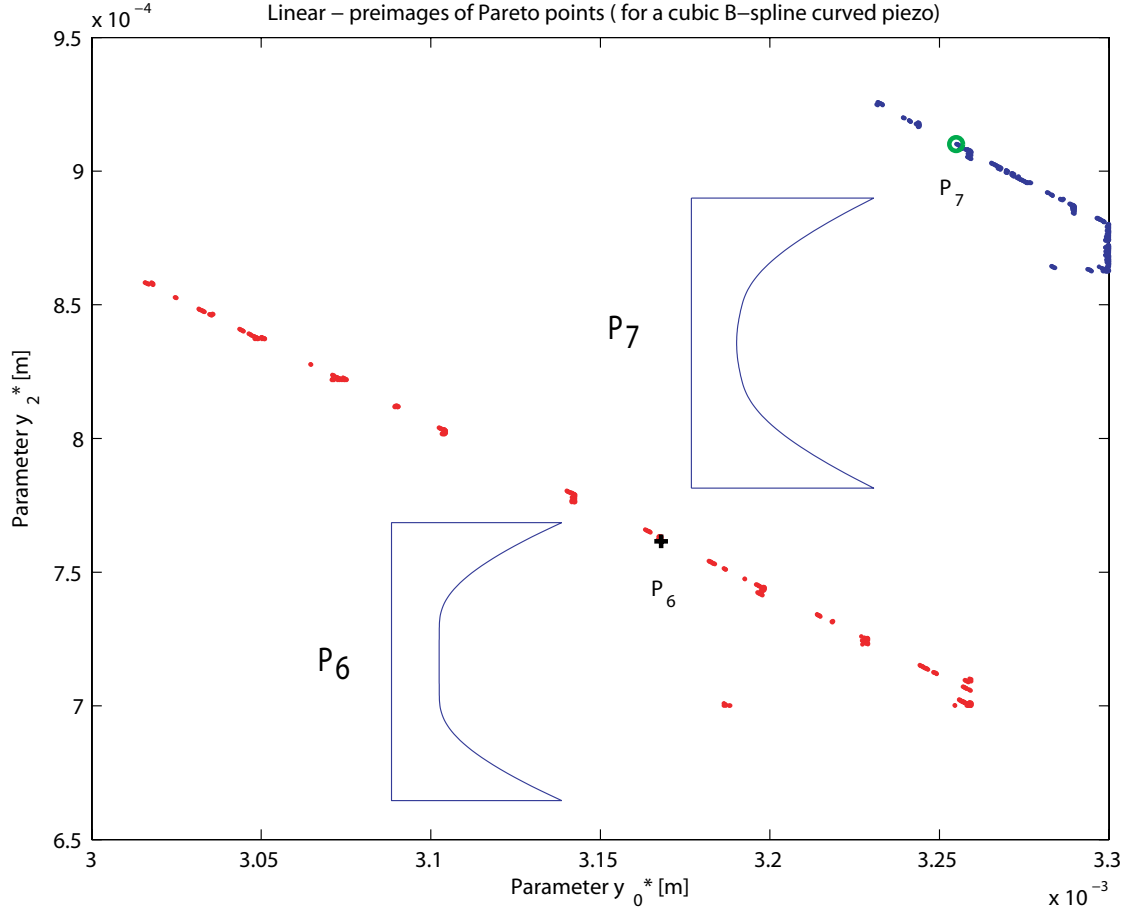 Linear – preimages of Pareto points ( for a cubic B–spline curved piezo)
x 10 –4
9.5
9
8.5
8
7.5
7
6.5
Parameter y 2* [m]
P 7
P7
P 6
P6
3
3.05
3.1
3.15
3.2
3.25
3.3
Parameter y 0* [m]
x 10 –3